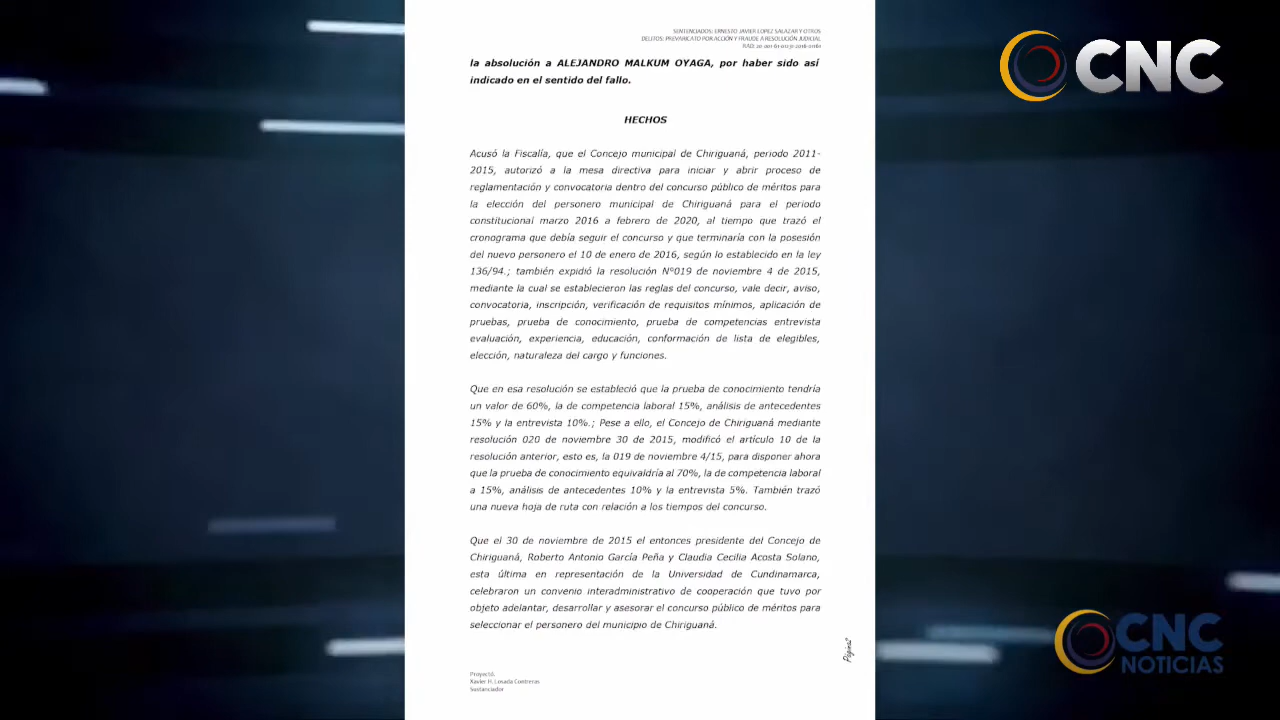 SENTENCIADOS: ERNESTO JAVIER LOPEZ SALAZAR Y OTROS
DELITOS: PREVARICATO POR ACCIÓN Y FRAUDE A RESOLUCIÓN JUDICIAL
RAD:
la absolución a ALEJANDRO MALKUM OYAGA, por haber sido así
indicado en el sentido del fallo.
HECHOS
Acusó la Fiscalía, que el Concejo municipal de Chiriguaná, periodo 2011-
2015, autorizó a la mesa directiva para iniciar y abrir proceso de
reglamentación y convocatoria dentro del concurso público de méritos para
la elección del personero municipal de Chiriguaná para el periodo
constitucional marzo 2016 a febrero de 2020, al tiempo que trazó el
cronograma que debía seguir el concurso y que terminaría con la posesión
del nuevo personero el 10 de enero de 2016, según lo establecido en la ley
136/94.; también expidió la resolución N°019 de noviembre 4 de 2015,
mediante la cual se establecieron las reglas del concurso, vale decir, aviso,
convocatoria, inscripción, verificación de requisitos mínimos, aplicación de
pruebas, prueba de conocimiento, prueba de competencias entrevista
evaluación, experiencia, educación, conformación de lista de elegibles,
elección, naturaleza del cargo y funciones.
Que en esa resolución se estableció que la prueba de conocimiento tendría
un valor de 60%, la de competencia laboral 15%, análisis de antecedentes
15% y la entrevista 10%.; Pese a ello, el Concejo de Chiriguaná mediante
resolución 020 de noviembre 30 de 2015, modificó el artículo 10 de la
resolución anterior, esto es, la 019 de noviembre 4/15, para disponer ahora
que la prueba de conocimiento equivaldría al 70%, la de competencia laboral
a 15%, análisis de antecedentes 10% y la entrevista 5%. También trazó
una nueva hoja de ruta con relación a los tiempos del concurso.
Que el 30 de noviembre de 2015 el entonces presidente del Concejo de
Chiriguaná, Roberto Antonio García Peña y Claudia Cecilia Acosta Solano,
esta última en representación de la Universidad de Cundinamarca,
celebraron un convenio interadministrativo de cooperación que tuvo por
objeto adelantar, desarrollar y asesorar el concurso público de méritos para
seleccionar el personero del municipio de Chiriguaná.
Página2
Proyectó.
Xavier H. Losada Contreras
Sustanciador
CNC
CNC
NOTICIAS